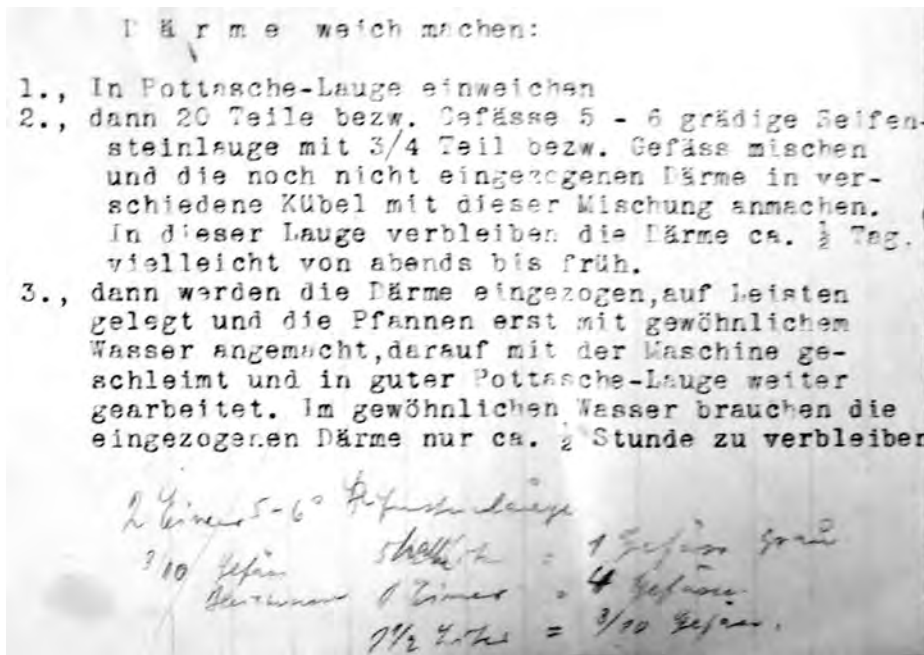 D ä r m e weich machen:
1., In Pottasche-Lauge einweichen
2., dann 20 Teile bezw. Gefässe 5 - 6 grädige Seifen-
steinlauge mit 3/4 Teil bezw. Gefäss mischen
und die noch nicht eingezogenen Därme in ver-
schiedene Kübel mit dieser Mischung anmachen.
In dieser Lauge verbleiben die Därme ca. ½ Tag.
vielleicht von abends bis früh.
3., dann werden die Därme eingezogen,auf Leisten
gelegt und die Pfannen erst mit gewöhnlichem
Wasser angemacht,darauf mit der Maschine ge-
schleimt und in guter Pottasche-Lauge weiter
gearbeitet. Im gewöhnlichen Wasser brauchen die
eingezogenen Därme nur ca. ½ Stunde zu verbleiben
2 Eimer 5-6°
3/10 Gefäss = 1 Gefäss grau
1 Eimer = 4 Gefässe
1 1/2 = 3/10 Gefäss.